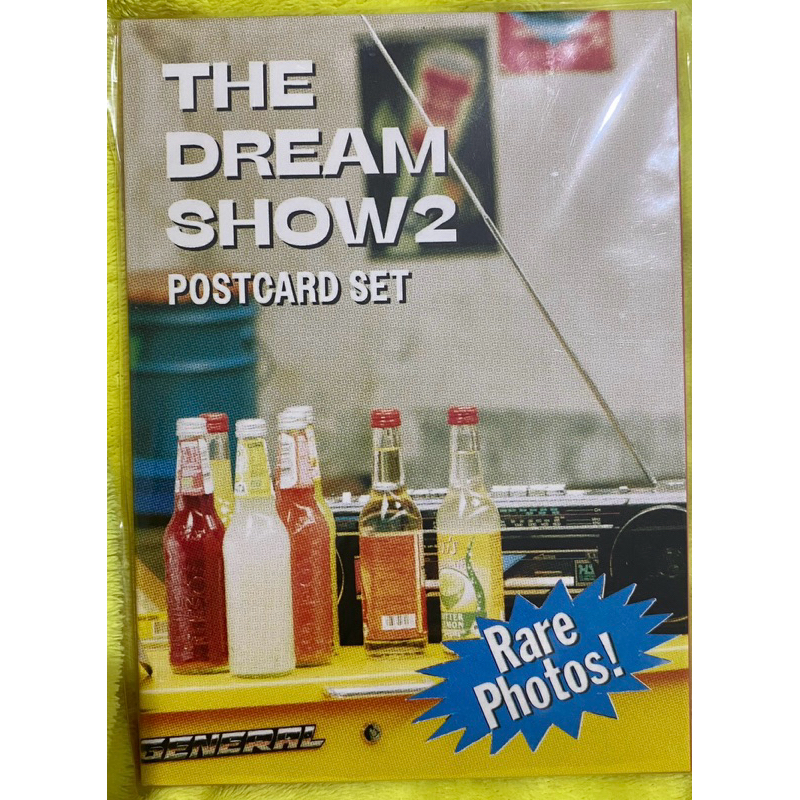 THE
DREAM
SHOW2
POSTCARD SET
Rare
Photos!
GENERAL